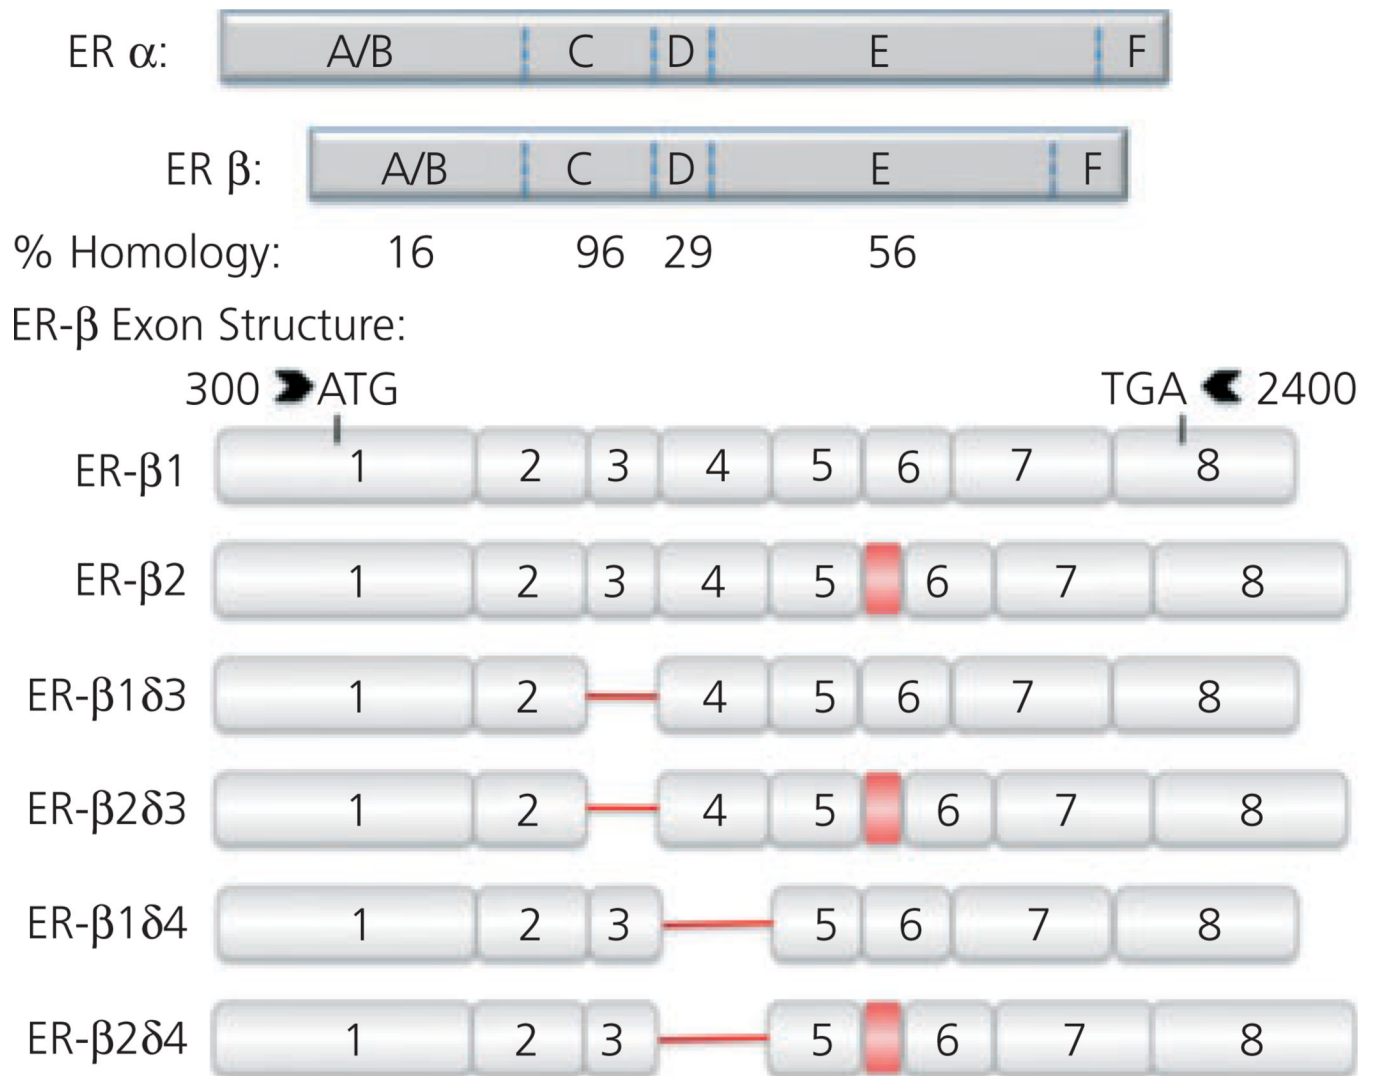 ER α: A/B C D E F
ER β: A/B C D E F
% Homology: 16 96 29 56
ER-β Exon Structure:
300 ATG TGA 2400
ER-β1 1 2 3 4 5 6 7 8
ER-β2 1 2 3 4 5 6 7 8
ER-β1δ3 1 2 4 5 6 7 8
ER-β2δ3 1 2 4 5 6 7 8
ER-β1δ4 1 2 3 5 6 7 8
ER-β2δ4 1 2 3 5 6 7 8